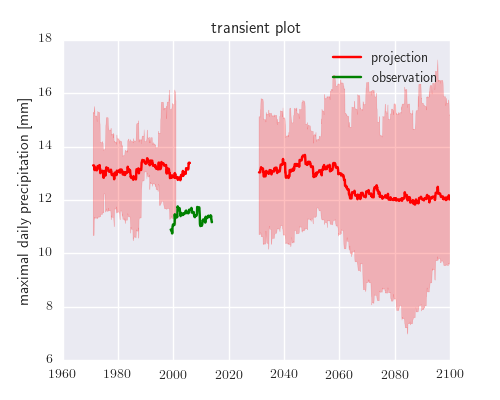 transient plot
maximal daily precipitation [mm]
18
16
14
12
10
8
6
projection
observation
1960 1980 2000 2020 2040 2060 2080 2100